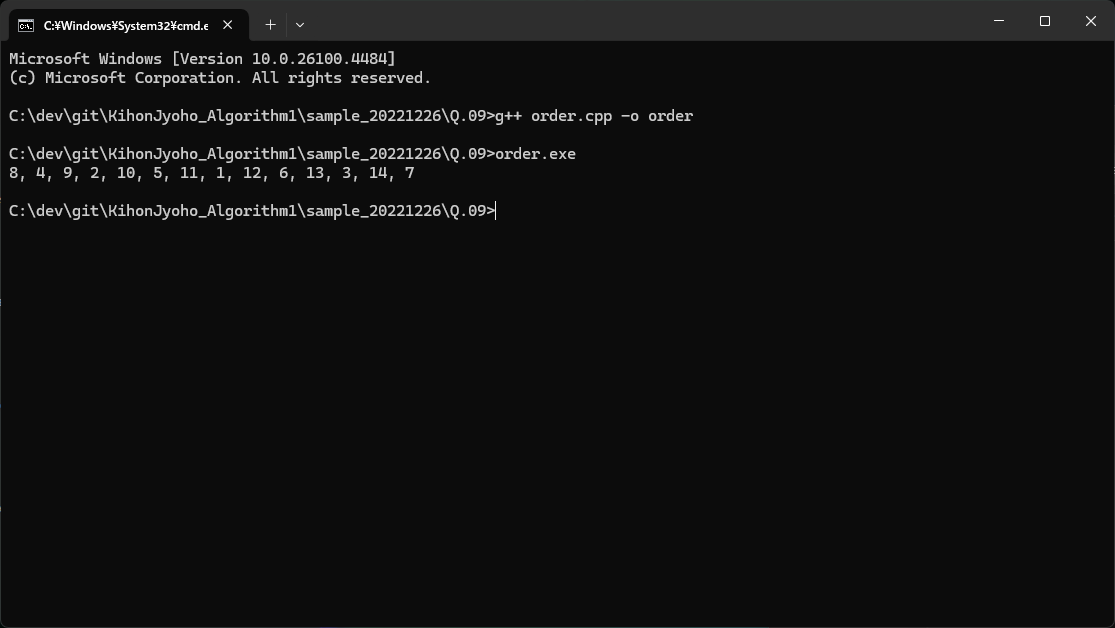 C:¥Windows¥System32¥cmd.e
Microsoft Windows [Version 10.0.26100.4484]
(c) Microsoft Corporation. All rights reserved.
C:\dev\git\KihonJyoho_Algorithm1\sample_20221226\Q.09>g++ order.cpp -o order
C:\dev\git\KihonJyoho_Algorithm1\sample_20221226\Q.09>order.exe
8, 4, 9, 2, 10, 5, 11, 1, 12, 6, 13, 3, 14, 7
C:\dev\git\KihonJyoho_Algorithm1\sample_20221226\Q.09>